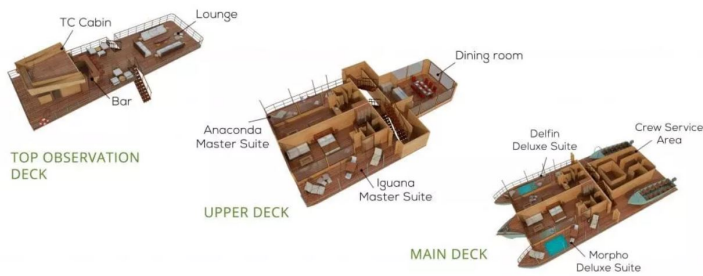 TC Cabin
Lounge
Bar
TOP OBSERVATION
DECK
Dining room
Anaconda
Master Suite
Iguana
Master Suite
UPPER DECK
Delfin
Deluxe Suite
Crew Service
Area
Morpho
Deluxe Suite
MAIN DECK